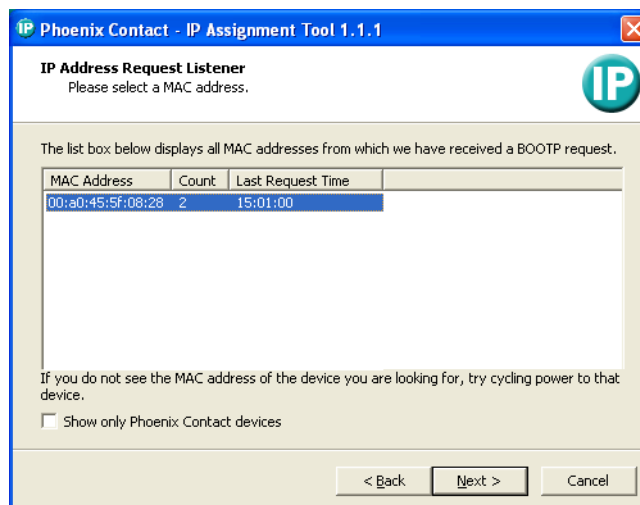 IP Phoenix Contact - IP Assignment Tool 1.1.1
IP Address Request Listener
Please select a MAC address.
IP
The list box below displays all MAC addresses from which we have received a BOOTP request.
MAC Address Count Last Request Time
00:a0:45:5f:08:28 2 15:01:00
If you do not see the MAC address of the device you are looking for, try cycling power to that
device.
Show only Phoenix Contact devices
< Back Next > Cancel